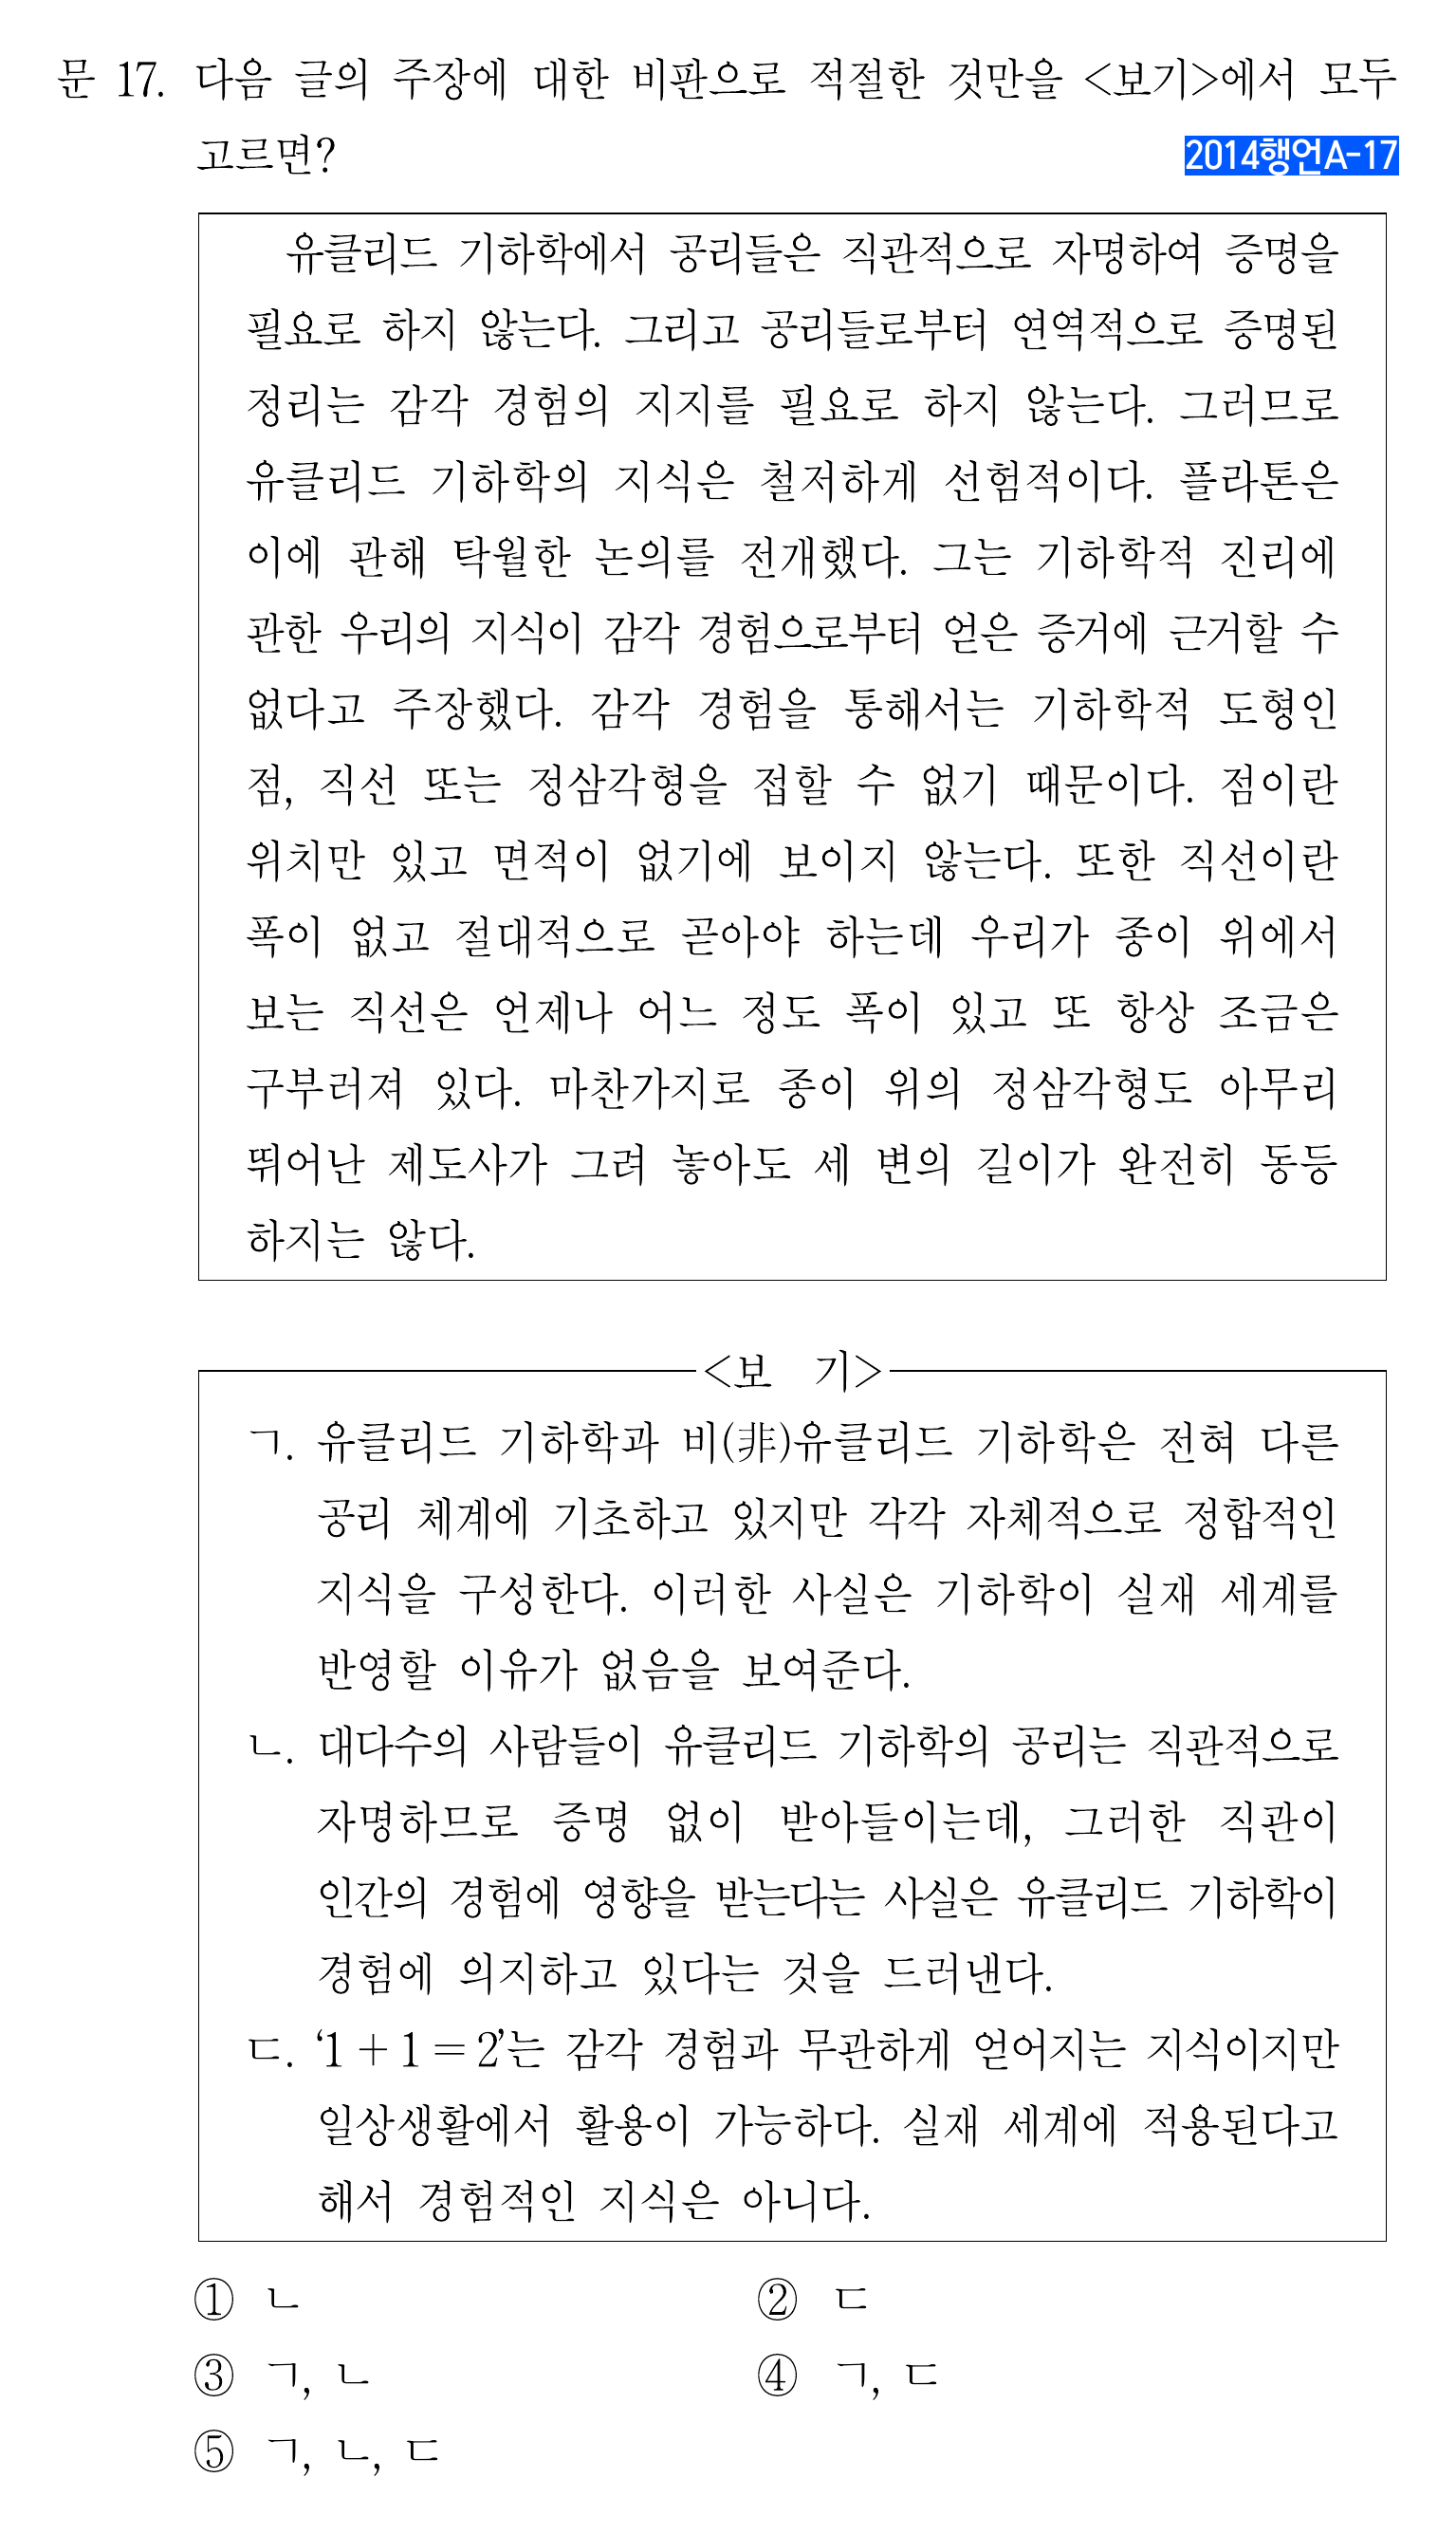 문 17. 다음 글의 주장에 대한 비판으로 적절한 것만을 <보기>에서 모두
고르면?
2014행언A-17
유클리드 기하학에서 공리들은 직관적으로 자명하여 증명을
필요로 하지 않는다. 그리고 공리들로부터 연역적으로 증명된
정리는 감각 경험의 지지를 필요로 하지 않는다. 그러므로
유클리드 기하학의 지식은 철저하게 선험적이다. 플라톤은
이에 관해 탁월한 논의를 전개했다. 그는 기하학적 진리에
관한 우리의 지식이 감각 경험으로부터 얻은 증거에 근거할 수
없다고 주장했다. 감각 경험을 통해서는 기하학적 도형인
점, 직선 또는 정삼각형을 접할 수 없기 때문이다. 점이란
위치만 있고 면적이 없기에 보이지 않는다. 또한 직선이란
폭이 없고 절대적으로 곧아야 하는데 우리가 종이 위에서
보는 직선은 언제나 어느 정도 폭이 있고 또 항상 조금은
구부러져 있다. 마찬가지로 종이 위의 정삼각형도 아무리
뛰어난 제도사가 그려 놓아도 세 변의 길이가 완전히 동등
하지는 않다.
<보 기>
ㄱ. 유클리드 기하학과 비(非)유클리드 기하학은 전혀 다른
공리 체계에 기초하고 있지만 각각 자체적으로 정합적인
지식을 구성한다. 이러한 사실은 기하학이 실재 세계를
반영할 이유가 없음을 보여준다.
ㄴ. 대다수의 사람들이 유클리드 기하학의 공리는 직관적으로
자명하므로 증명 없이 받아들이는데, 그러한 직관이
인간의 경험에 영향을 받는다는 사실은 유클리드 기하학이
경험에 의지하고 있다는 것을 드러낸다.
ㄷ. ‘1+1=2’는 감각 경험과 무관하게 얻어지는 지식이지만
일상생활에서 활용이 가능하다. 실재 세계에 적용된다고
해서 경험적인 지식은 아니다.
① ㄴ ② ㄷ
③ ㄱ, ㄴ ④ ㄱ, ㄷ
⑤ ㄱ, ㄴ, ㄷ